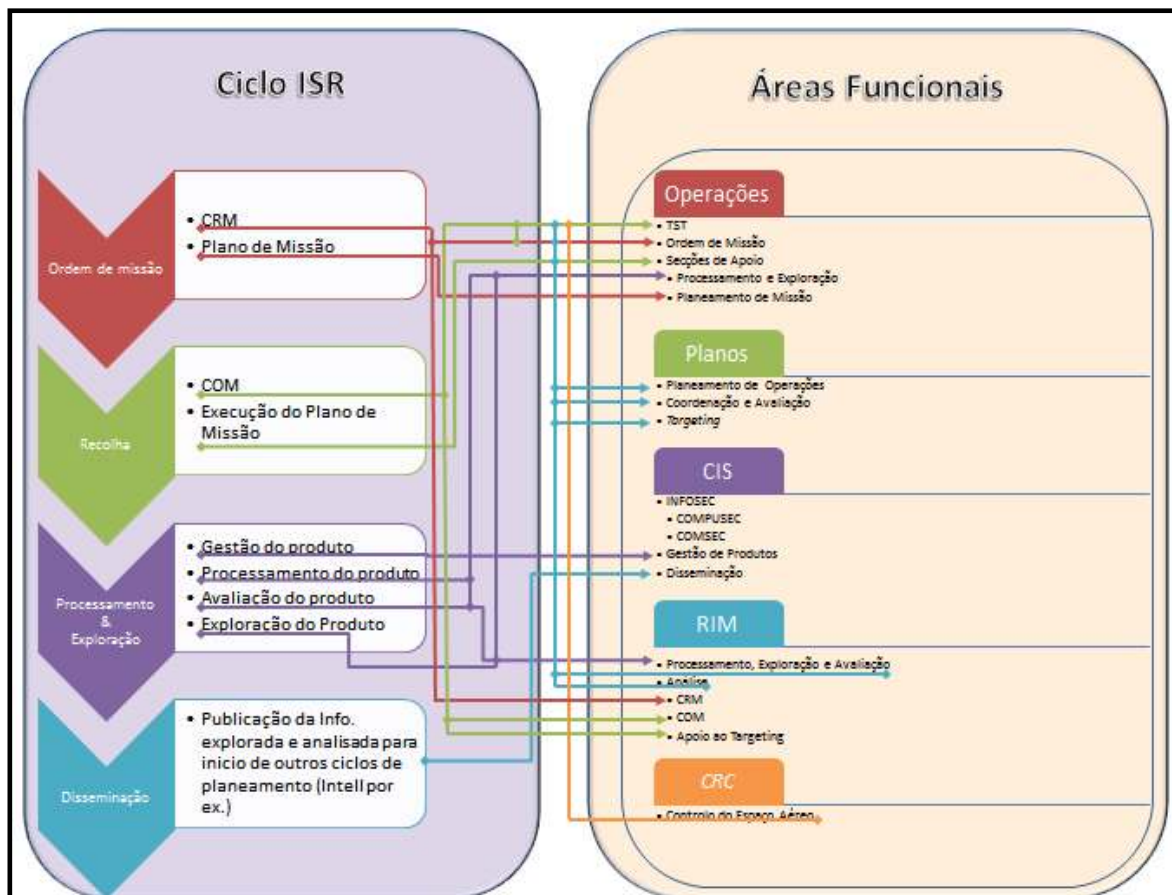 Ciclo ISR
Ordem de missão
• CRM
• Plano de Missão
Recolha
• COM
• Execução do Plano de
Missão
Processamento
&
Exploração
• Gestão do produto
• Processamento do produto
• Avaliação do produto
• Exploração do Produto
Disseminação
• Publicação da Info.
explorada e analisada para
inicio de outros ciclos de
planeamento (Intell por
ex.)
Áreas Funcionais
Operações
• TST
• Ordem de Missão
• Secções de Apoio
• Processamento e Exploração
• Planeamento de Missão
Planos
• Planeamento de Operações
• Coordenação e Avaliação
• Targeting
CIS
• INFOSEC
• COMPUSEC
• COMSEC
• Gestão de Produtos
• Disseminação
RIM
• Processamento, Exploração e Avaliação
• Análise
• CRM
• COM
• Apoio ao Targeting
CRC
• Controlo do Espaço Aéreo